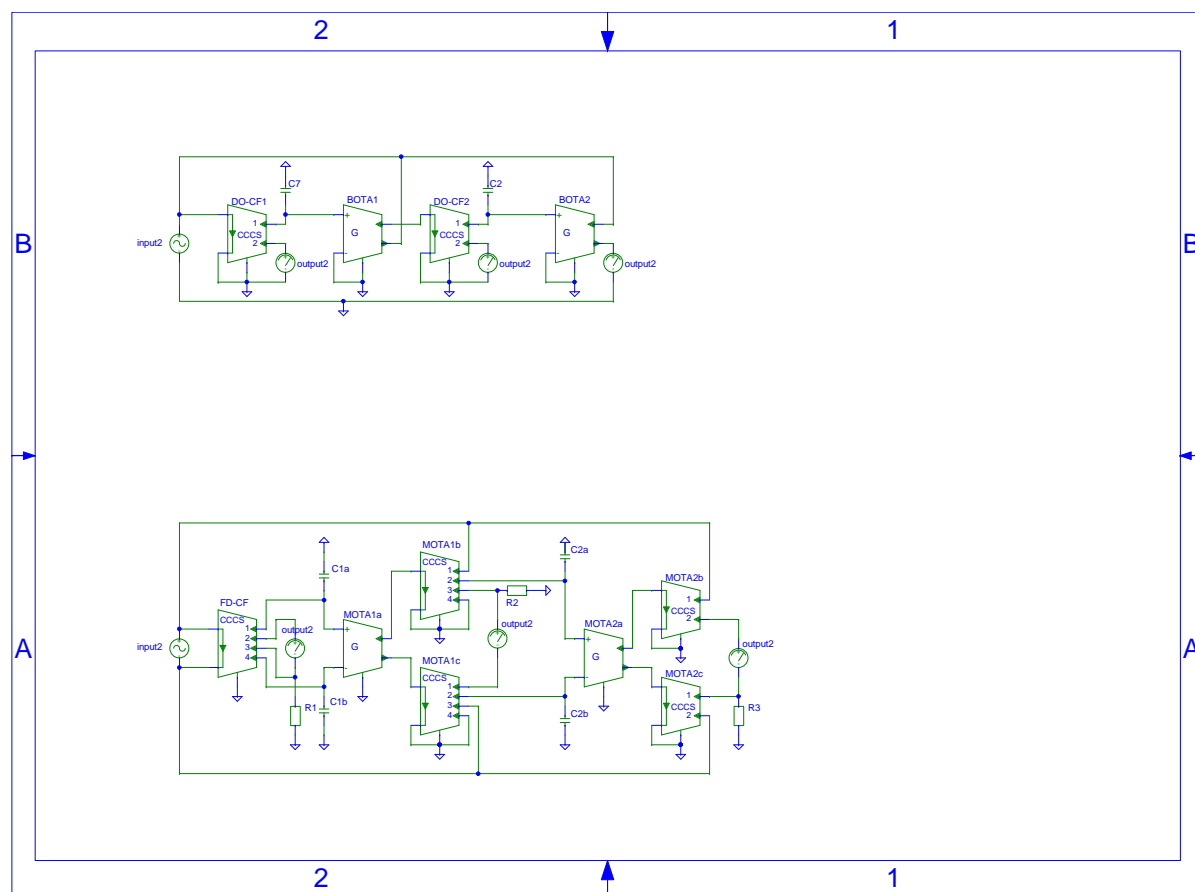 2 1
B B
C7 C2
DO-CF1 BOTA1 DO-CF2 BOTA2
1 + 1 +
CCCS G CCCS G
2 2
input2 output2 - output2 - output2
A A
C1a MOTA1b C2a
CCCS
1
2
3
4
R2
MOTA2b
1
CCCS
2
FD-CF
CCCS
1
2
3
4
output2
MOTA1a
+
G
-
output2
MOTA2a
+
G
-
output2
input2
MOTA1c
CCCS
1
2
3
4
MOTA2c
1
CCCS
2
R1 C1b C2b R3
2 1